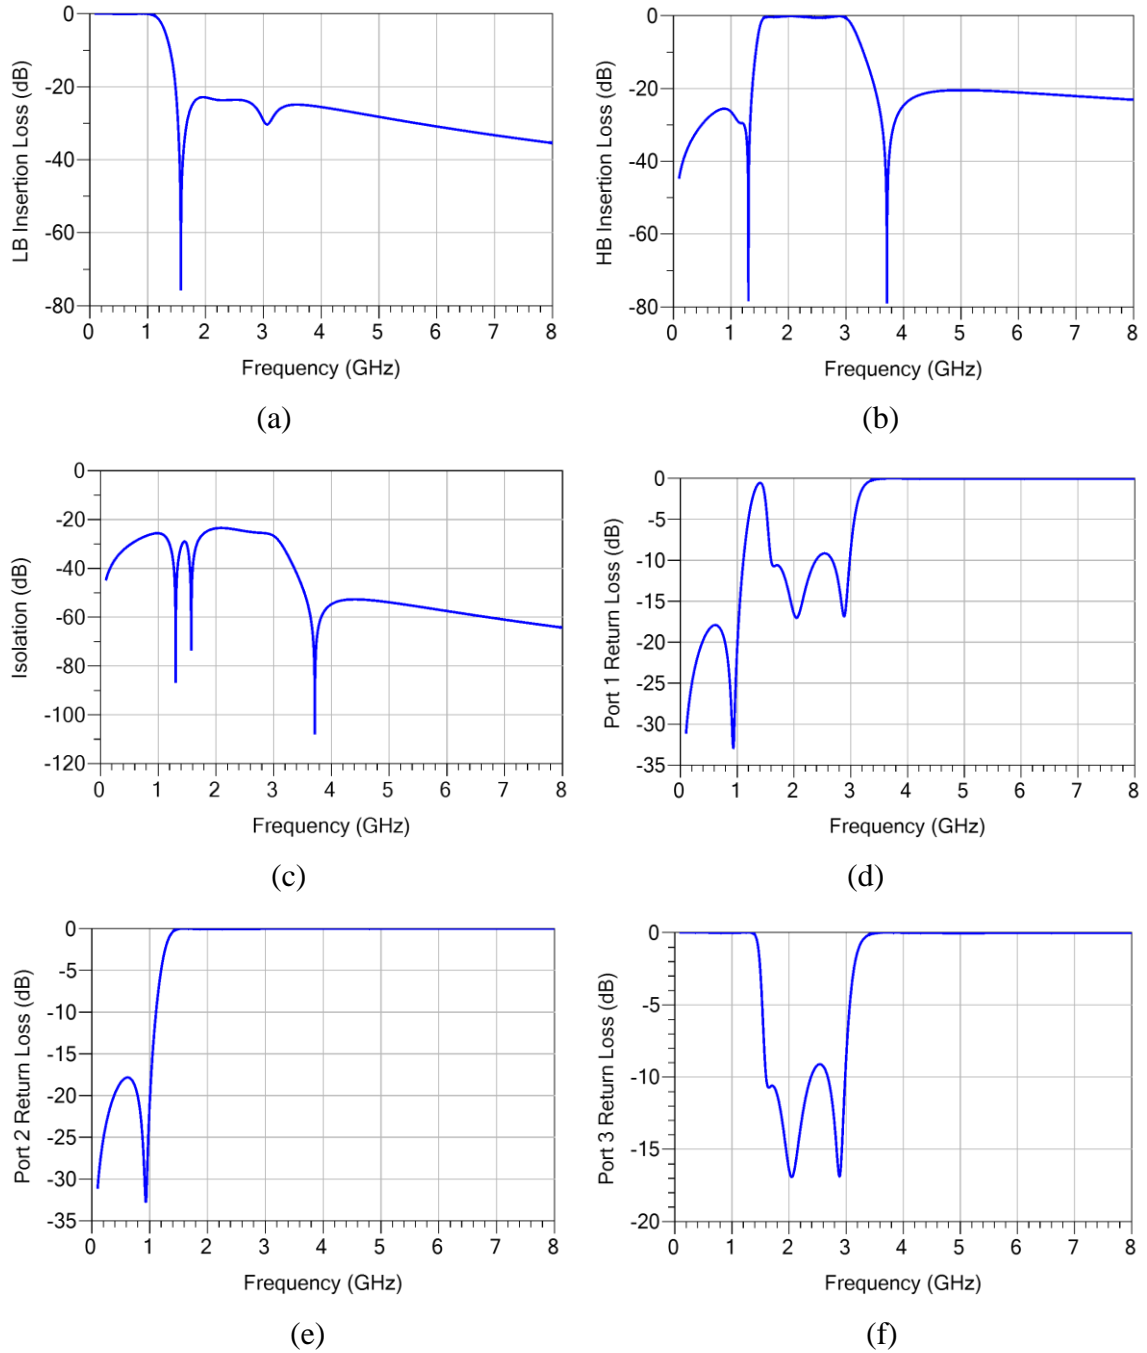 LB Insertion Loss (dB)
0
-20
-40
-60
-80
0 1 2 3 4 5 6 7 8
Frequency (GHz)
(a)
HB Insertion Loss (dB)
0
-20
-40
-60
-80
0 1 2 3 4 5 6 7 8
Frequency (GHz)
(b)
Isolation (dB)
0
-20
-40
-60
-80
-100
-120
0 1 2 3 4 5 6 7 8
Frequency (GHz)
(c)
Port 1 Return Loss (dB)
0
-5
-10
-15
-20
-25
-30
-35
0 1 2 3 4 5 6 7 8
Frequency (GHz)
(d)
Port 2 Return Loss (dB)
0
-5
-10
-15
-20
-25
-30
-35
0 1 2 3 4 5 6 7 8
Frequency (GHz)
(e)
Port 3 Return Loss (dB)
0
-5
-10
-15
-20
0 1 2 3 4 5 6 7 8
Frequency (GHz)
(f)